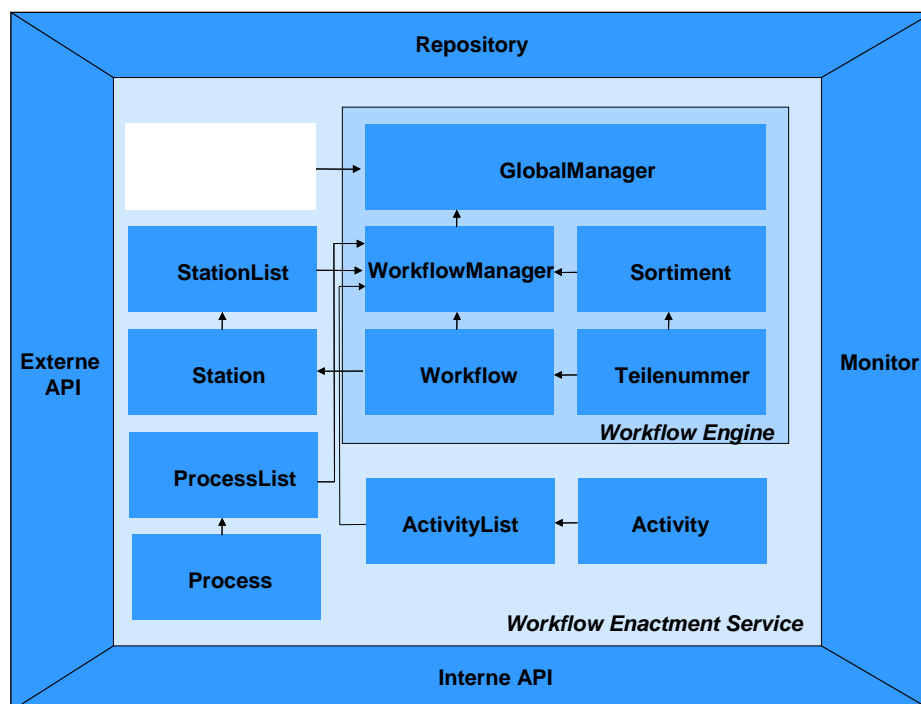 Repository
GlobalManager
StationList
WorkflowManager
Sortiment
Externe
API
Station
Workflow
Teilenummer
Monitor
Workflow Engine
ProcessList
ActivityList
Activity
Process
Workflow Enactment Service
Interne API